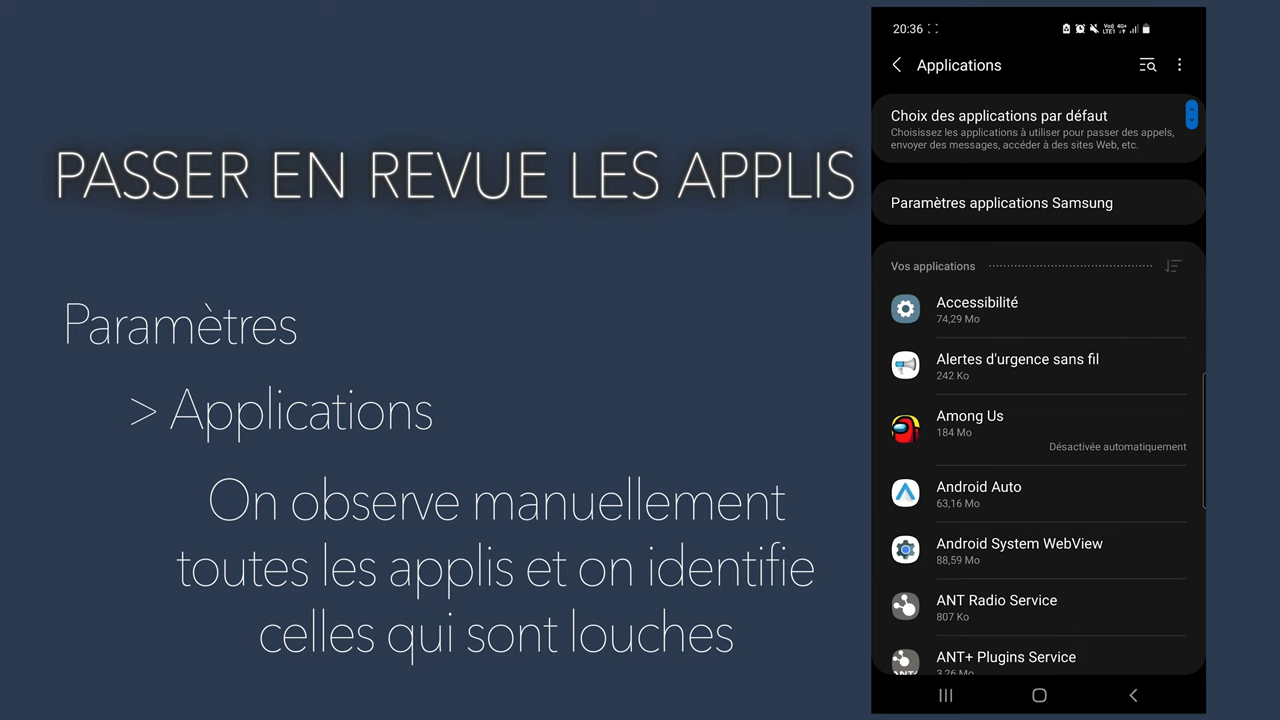 PASSER EN REVUE LES APPLIS
Paramètres
> Applications
On observe manuellement
toutes les applis et on identifie
celles qui sont louches
20:36
Applications
Choix des applications par défaut
Choisissez les applications à utiliser pour passer des appels,
envoyer des messages, accéder à des sites Web, etc.
Paramètres applications Samsung
Vos applications
Accessibilité
74,29 Mo
Alertes d'urgence sans fil
242 Ko
Among Us
184 Mo
Désactivée automatiquement
Android Auto
63,16 Mo
Android System WebView
88,59 Mo
ANT Radio Service
807 Ko
ANT+ Plugins Service
3,26 Mo